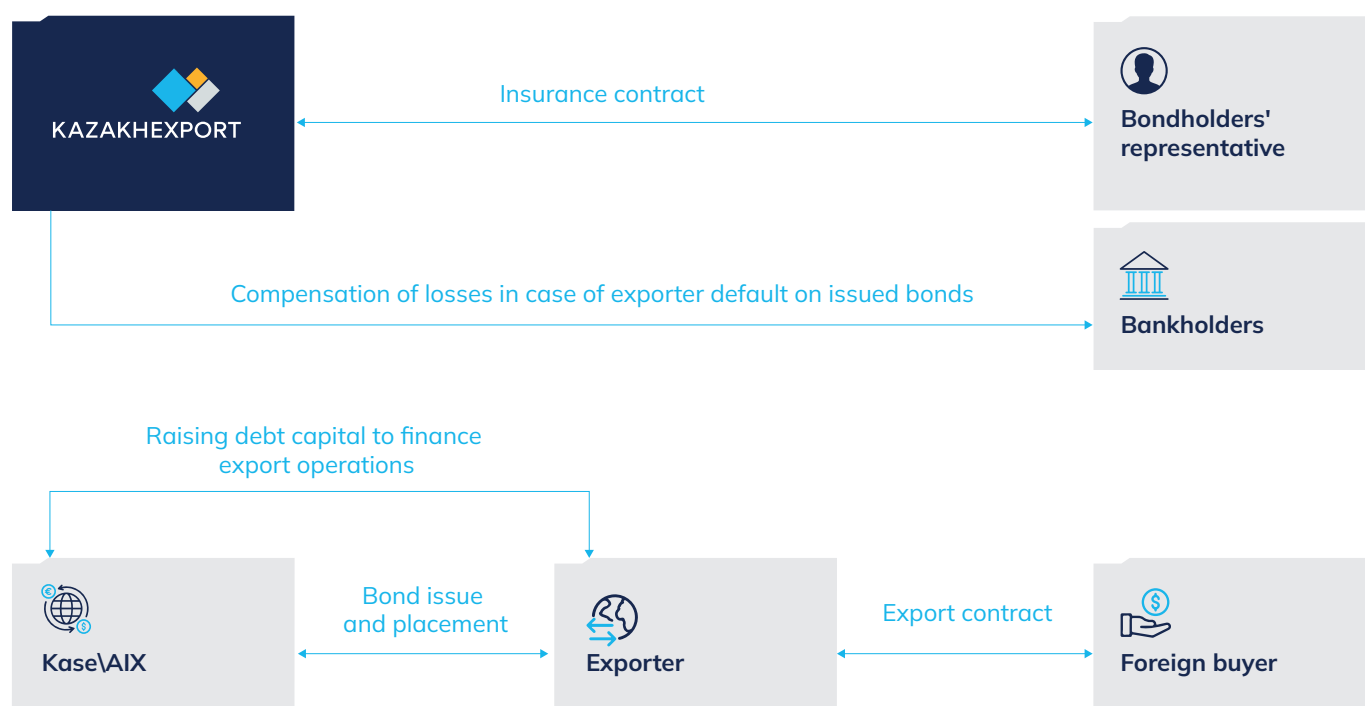 KAZAKHEXPORT
Insurance contract
Bondholders'
representative
Compensation of losses in case of exporter default on issued bonds
Bankholders
Raising debt capital to finance
export operations
€
$
Kase\AIX
Bond issue
and placement
Exporter
Export contract
$
Foreign buyer